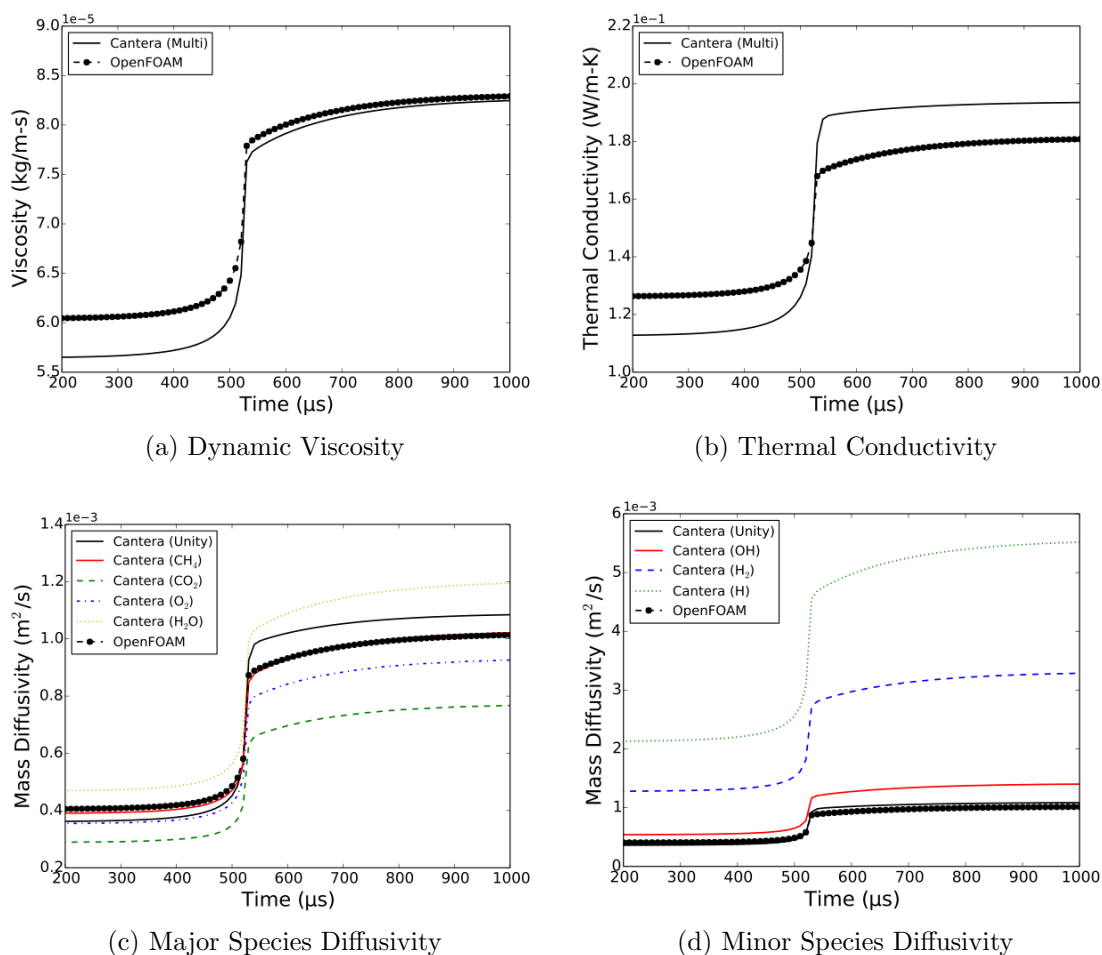 1e−5
9.0
8.5
8.0
7.5
7.0
6.5
6.0
5.5
Viscosity (kg/m-s)
Cantera (Multi)
OpenFOAM
200 300 400 500 600 700 800 900 1000
Time (µs)
(a) Dynamic Viscosity
1e−1
2.2
2.0
1.8
1.6
1.4
1.2
1.0
Thermal Conductivity (W/m-K)
Cantera (Multi)
OpenFOAM
200 300 400 500 600 700 800 900 1000
Time (µs)
(b) Thermal Conductivity
1e−3
1.4
1.2
1.0
0.8
0.6
0.4
0.2
Mass Diffusivity (m²/s)
Cantera (Unity)
Cantera (CH₄)
Cantera (CO₂)
Cantera (O₂)
Cantera (H₂O)
OpenFOAM
200 300 400 500 600 700 800 900 1000
Time (µs)
(c) Major Species Diffusivity
1e−3
6
5
4
3
2
1
0
Mass Diffusivity (m²/s)
Cantera (Unity)
Cantera (OH)
Cantera (H₂)
Cantera (H)
OpenFOAM
200 300 400 500 600 700 800 900 1000
Time (µs)
(d) Minor Species Diffusivity